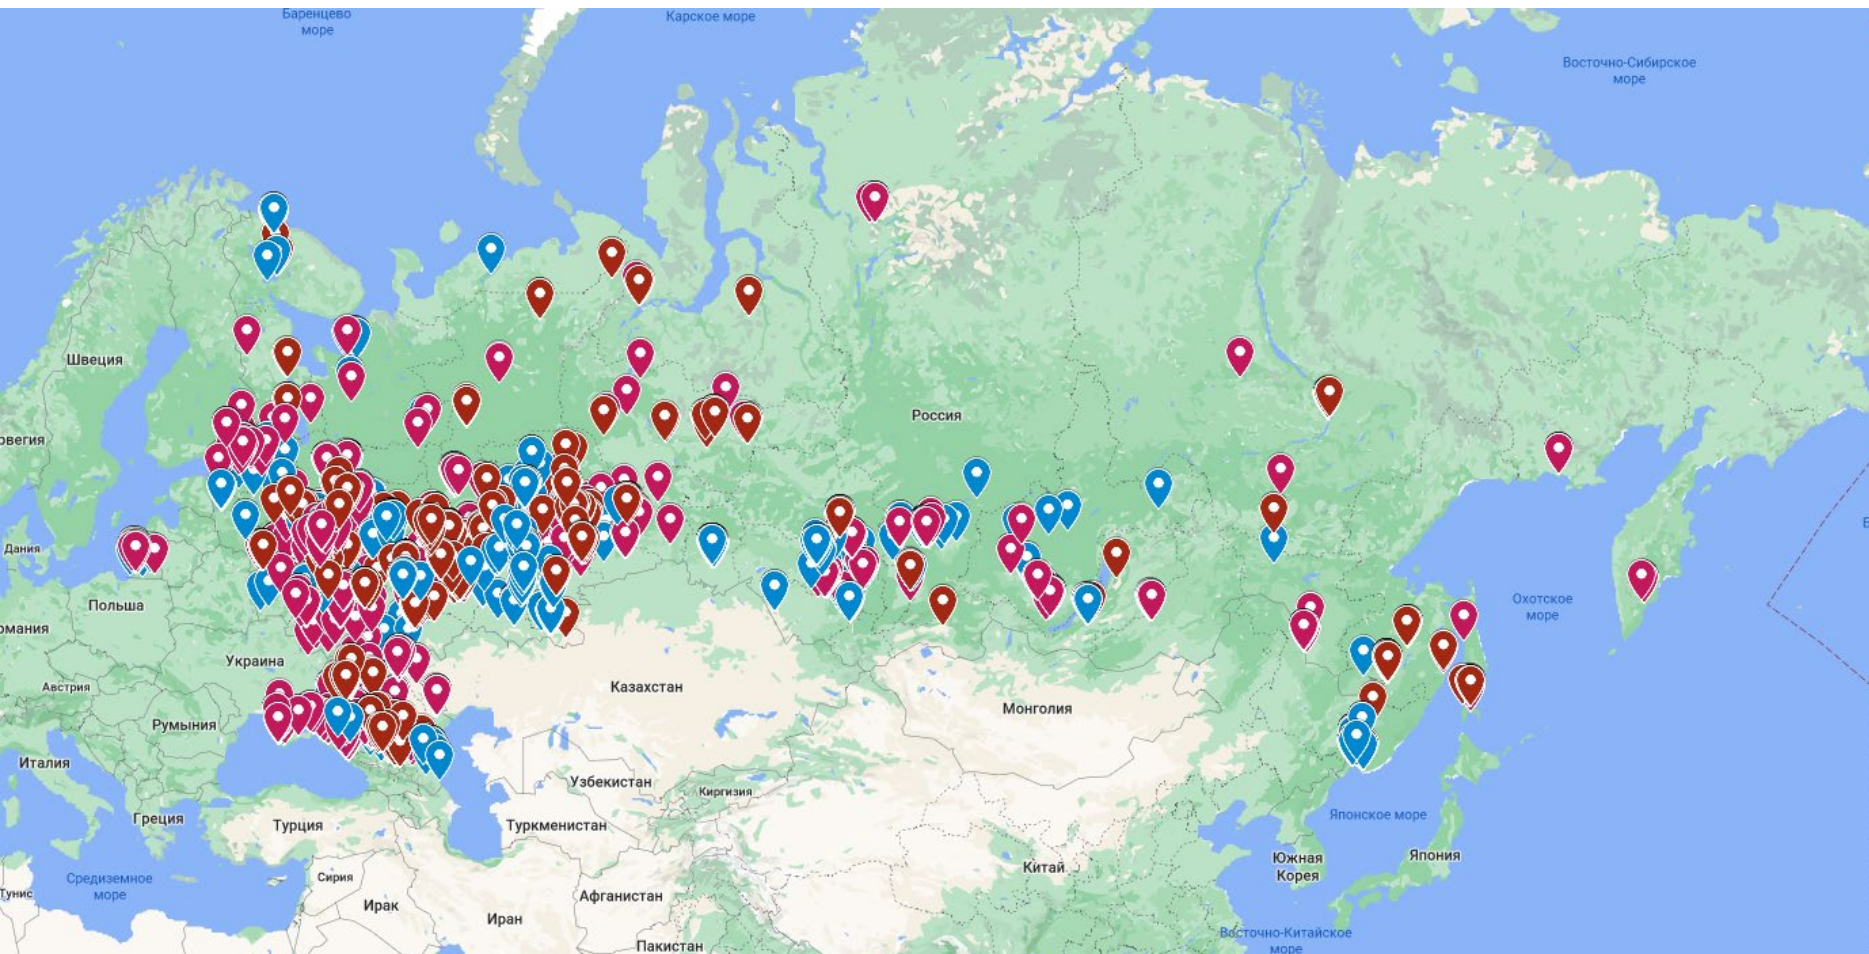 Баренцево
море
Карское море
Восточно-Сибирское
море
Швеция
Россия
рвегия
Дания
Польша
рмания
Охотское
море
Украина
Австрия
Казахстан
Монголия
Румыния
Италия
Узбекистан
Киргизия
Греция
Турция
Туркменистан
Японское море
Южная
Корея
Япония
Китай
Средиземное
море
Сирия
Тунис
Ирак
Афганистан
Иран
Пакистан
Восточно-Китайское
море